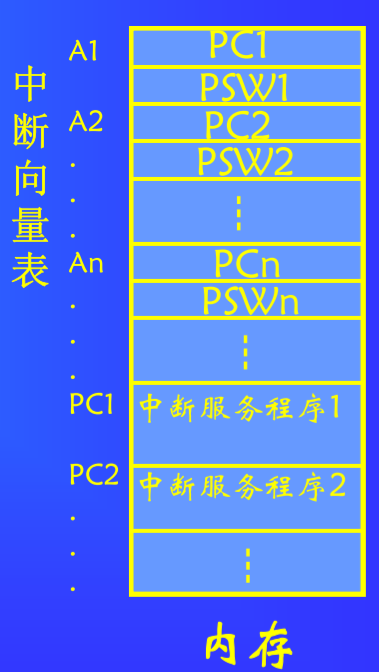 中断向量表
A1 PC1
PSW1
A2 PC2
. PSW2
.
.
An PCn
. PSWn
.
.
PC1 中断服务程序1
PC2 中断服务程序2
.
.
.
内存